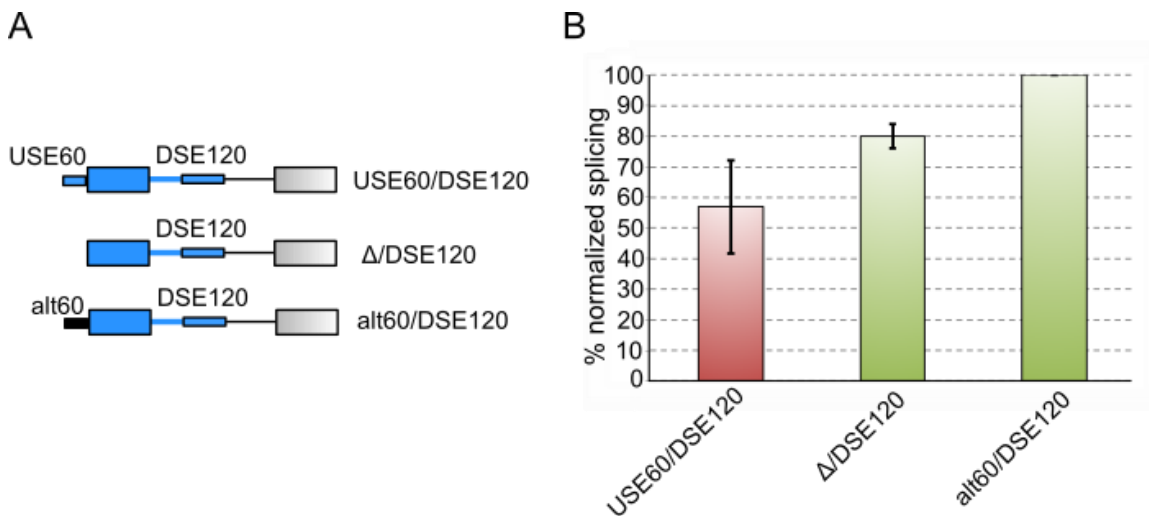 A
USE60
DSE120
USE60/DSE120
DSE120
Δ/DSE120
alt60
DSE120
alt60/DSE120
B
% normalized splicing
100
90
80
70
60
50
40
30
20
10
0
USE60/DSE120
Δ/DSE120
alt60/DSE120